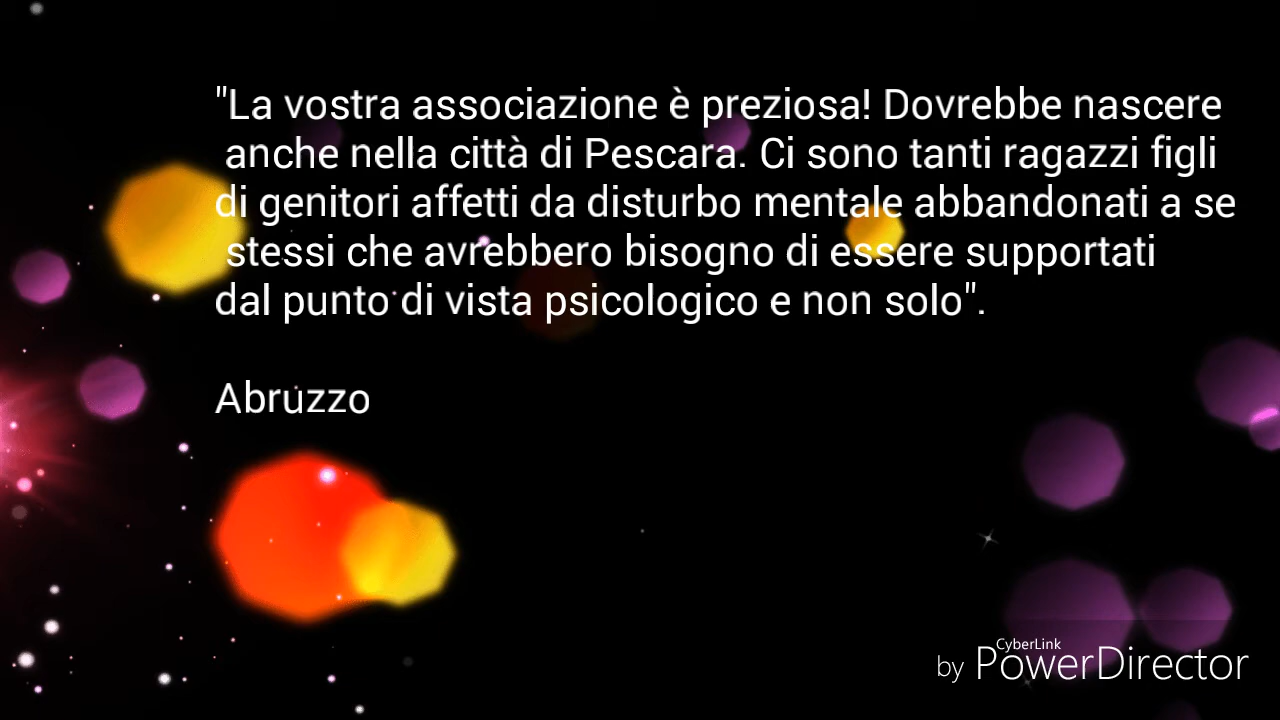 "La vostra associazione è preziosa! Dovrebbe nascere
anche nella città di Pescara. Ci sono tanti ragazzi figli
di genitori affetti da disturbo mentale abbandonati a se
stessi che avrebbero bisogno di essere supportati
dal punto di vista psicologico e non solo".
Abruzzo
CyberLink
by PowerDirector